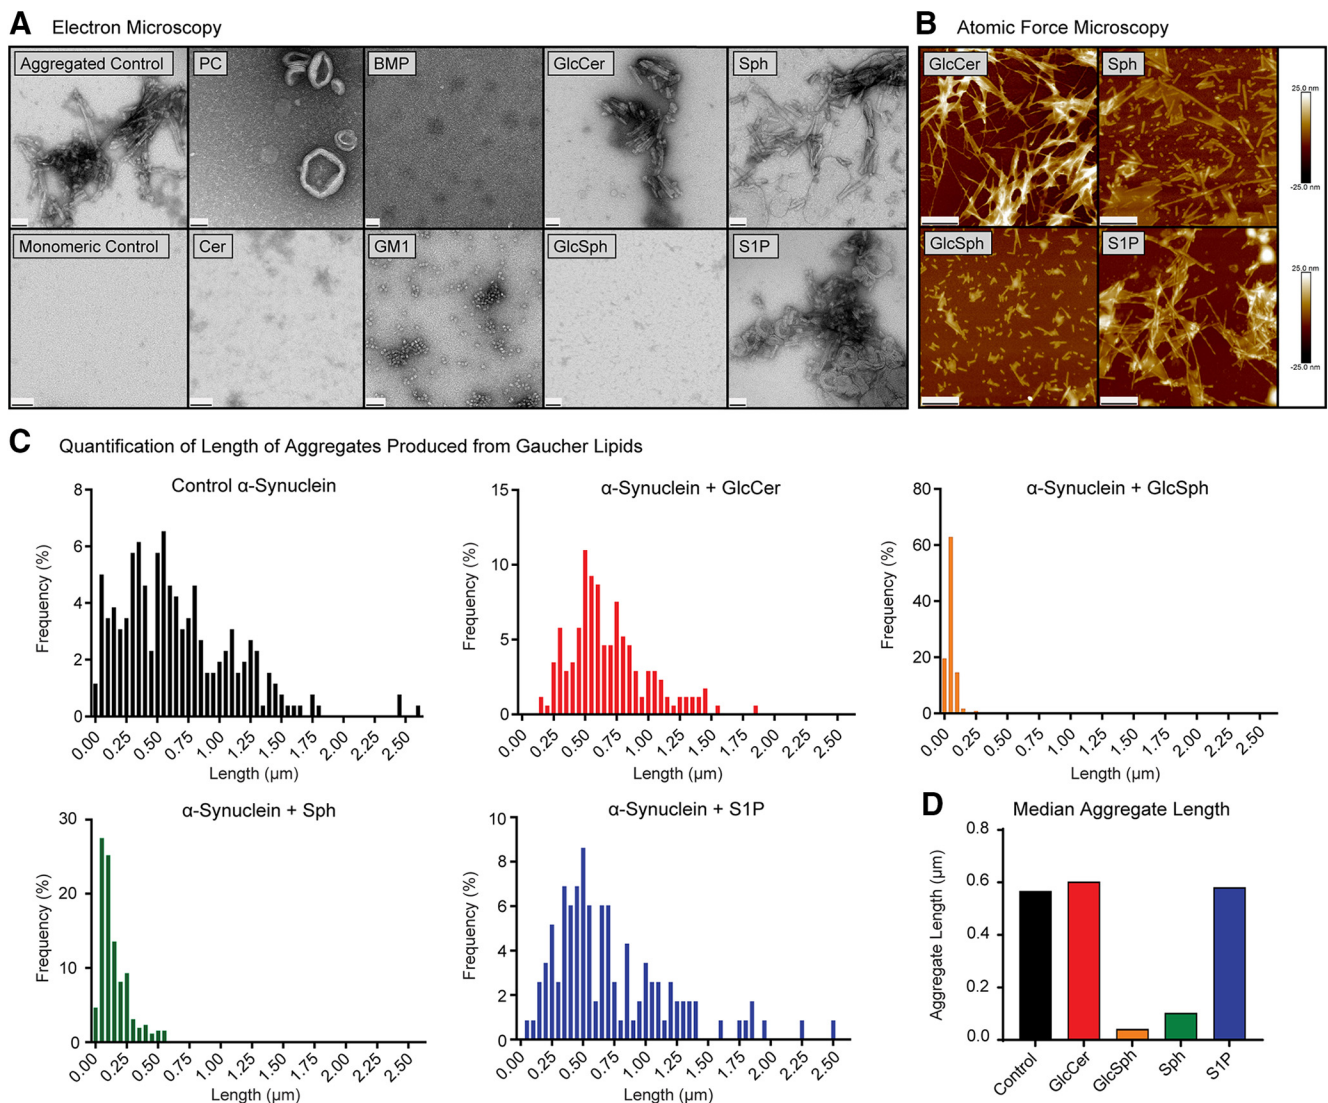 A Electron Microscopy
Aggregated Control PC BMP GlcCer Sph
Monomeric Control Cer GM1 GlcSph S1P
B Atomic Force Microscopy
GlcCer Sph
25.0 nm
-25.0 nm
GlcSph S1P
25.0 nm
-25.0 nm
C Quantification of Length of Aggregates Produced from Gaucher Lipids
Control α-Synuclein
Frequency (%)
8
6
4
2
0
0.00 0.25 0.50 0.75 1.00 1.25 1.50 1.75 2.00 2.25 2.50
Length (µm)
α-Synuclein + GlcCer
Frequency (%)
15
10
5
0
0.00 0.25 0.50 0.75 1.00 1.25 1.50 1.75 2.00 2.25 2.50
Length (µm)
α-Synuclein + GlcSph
Frequency (%)
80
60
40
20
0
0.00 0.25 0.50 0.75 1.00 1.25 1.50 1.75 2.00 2.25 2.50
Length (µm)
α-Synuclein + Sph
Frequency (%)
30
20
10
0
0.00 0.25 0.50 0.75 1.00 1.25 1.50 1.75 2.00 2.25 2.50
Length (µm)
α-Synuclein + S1P
Frequency (%)
10
8
6
4
2
0
0.00 0.25 0.50 0.75 1.00 1.25 1.50 1.75 2.00 2.25 2.50
Length (µm)
D Median Aggregate Length
Aggregate Length (µm)
0.8
0.6
0.4
0.2
0.0
Control GlcCer GlcSph Sph S1P